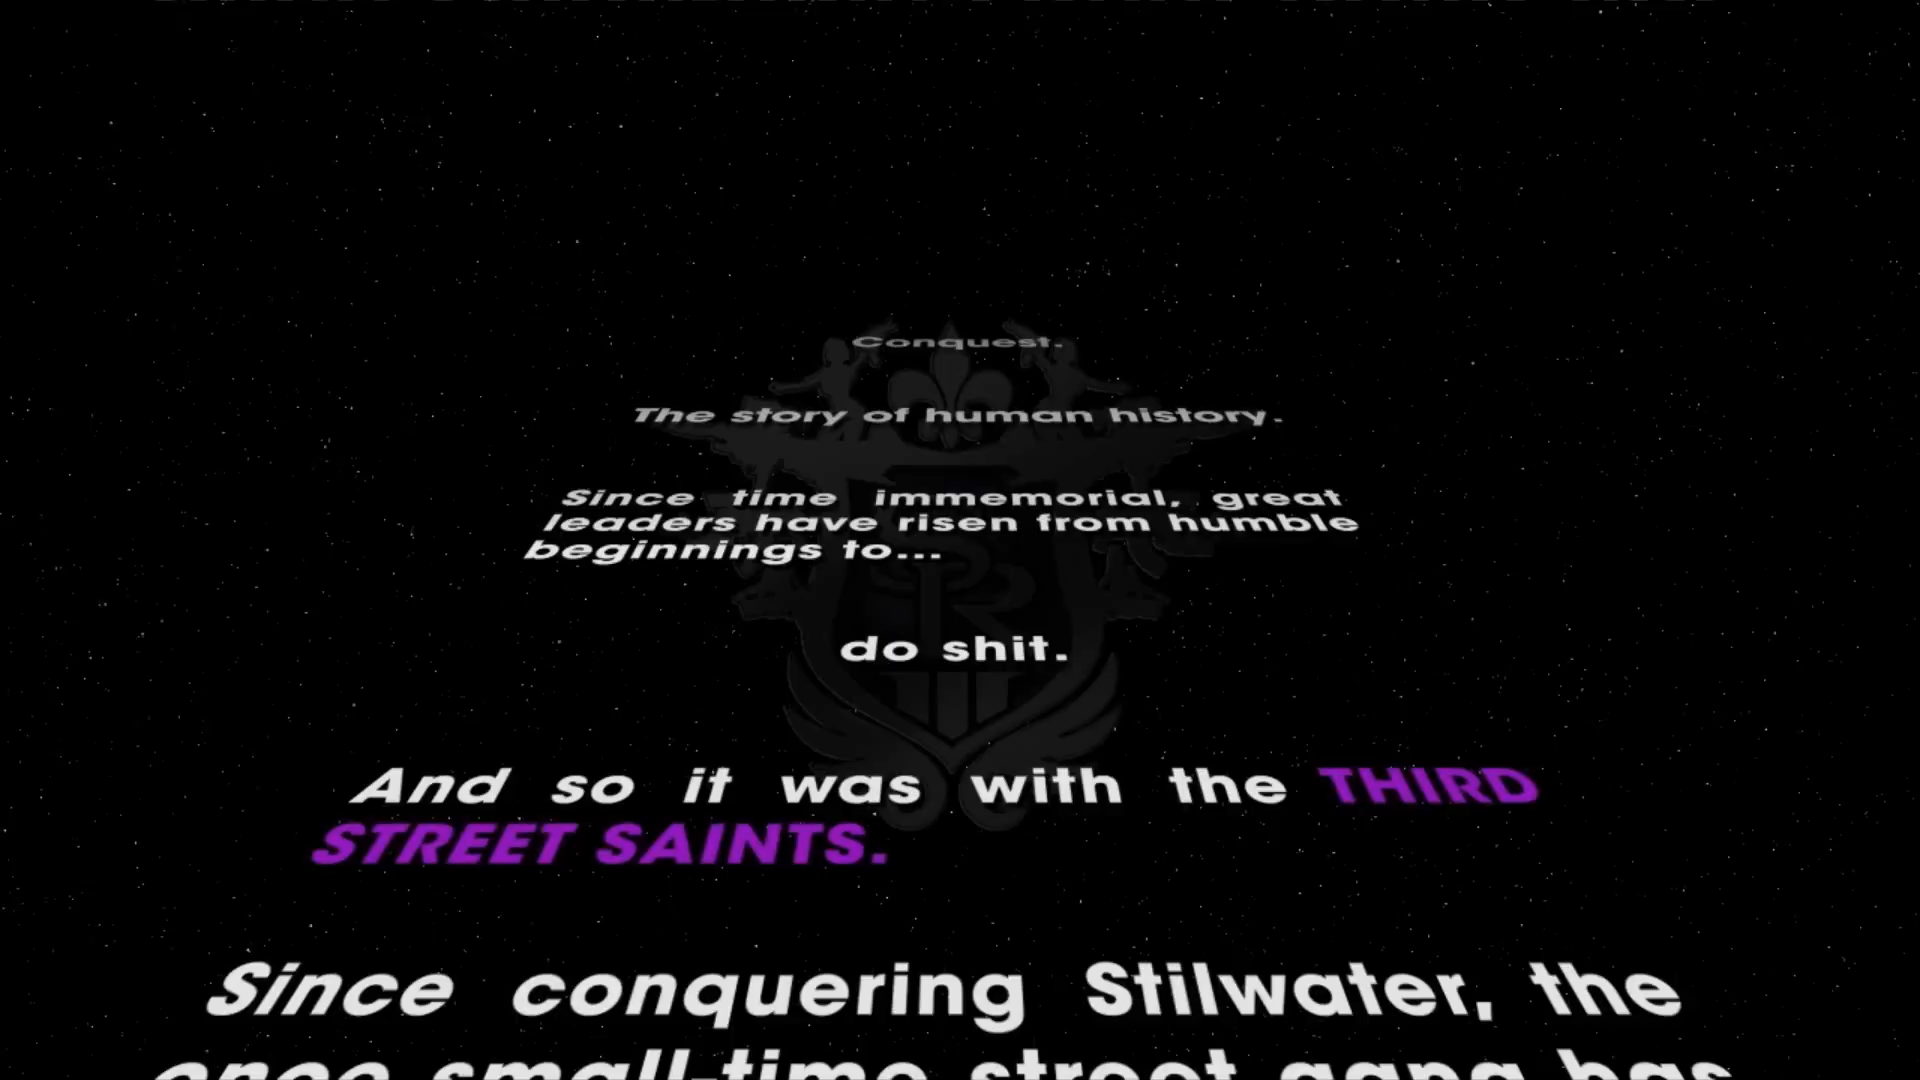 Conquest.
The story of human history.
Since time immemorial, great
leaders have risen from humble
beginnings to...
do shit.
And so it was with the THIRD
STREET SAINTS.
Since conquering Stilwater, the
once small-time street gang has